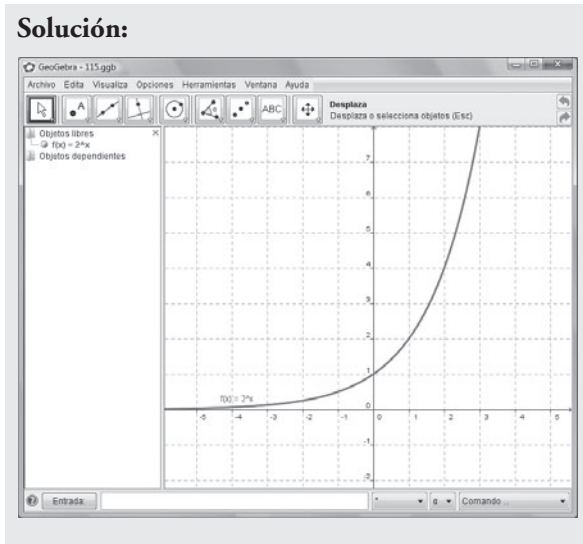 Solución:
GeoGebra - 115.ggb
Archivo Edita Visualiza Opciones Herramientas Ventana Ayuda
A
ABC
Desplaza
Desplaza o selecciona objetos (Esc)
Objetos libres
f(x) = 2^x
Objetos dependientes
7
6
5
4
3
2
1
0
-1
-2
f(x) = 2^x
-5 -4 -3 -2 -1 0 1 2 3 4 5
Entrada:
α
Comando ...